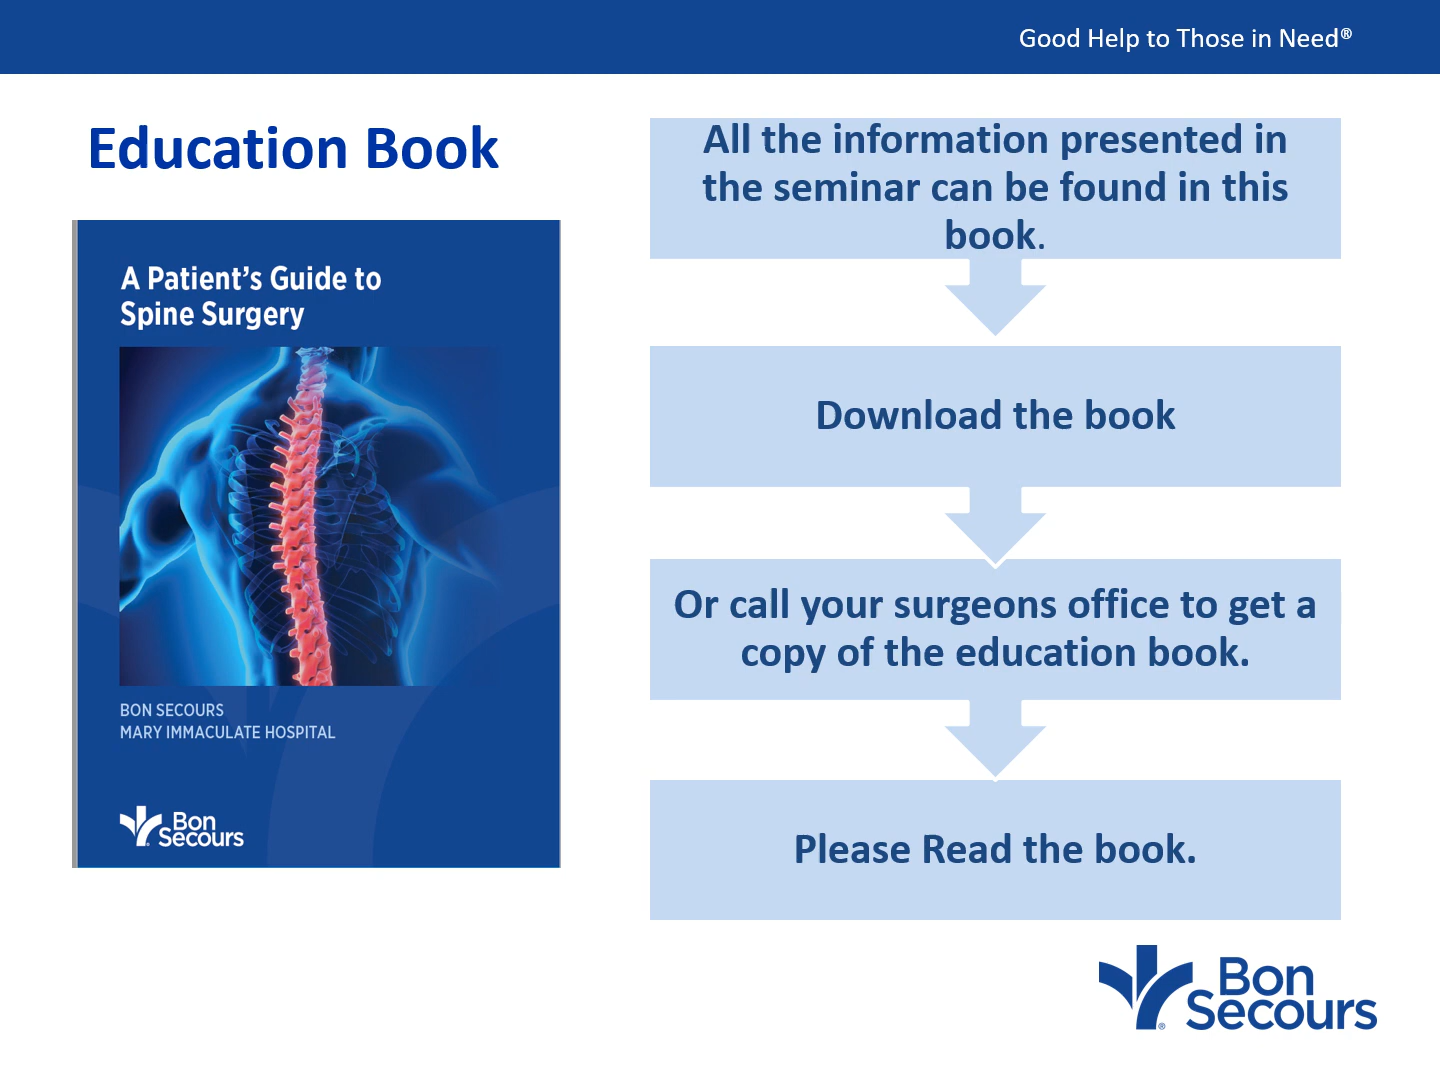 Good Help to Those in Need®
Education Book
A Patient’s Guide to
Spine Surgery
BON SECOURS
MARY IMMACULATE HOSPITAL
Bon
Secours
All the information presented in
the seminar can be found in this
book.
Download the book
Or call your surgeons office to get a
copy of the education book.
Please Read the book.
Bon
Secours®